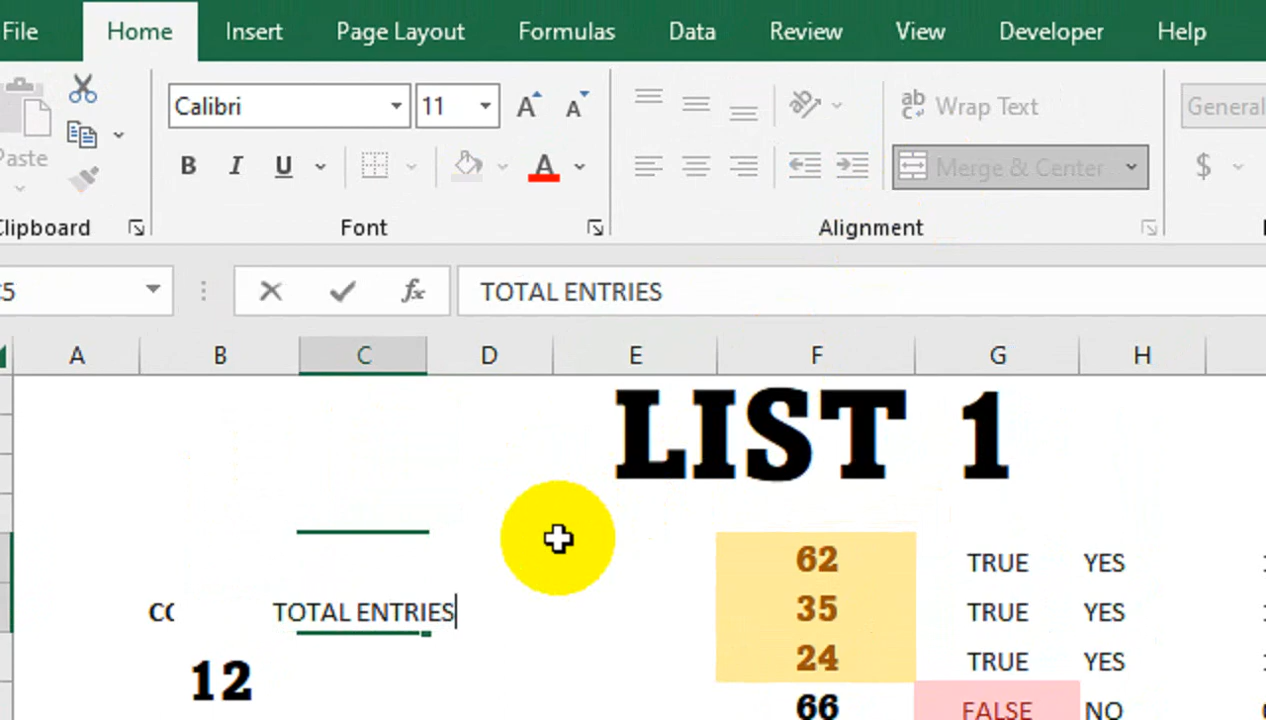 File Home Insert Page Layout Formulas Data Review View Developer Help
Calibri 11 A A ab Wrap Text General
Paste B I U A Merge & Center $
Clipboard Font Alignment
fx TOTAL ENTRIES
A B C D E F G H
LIST 1
62 TRUE YES
TOTAL ENTRIES 35 TRUE YES
24 TRUE YES
12
66 FALSE NO